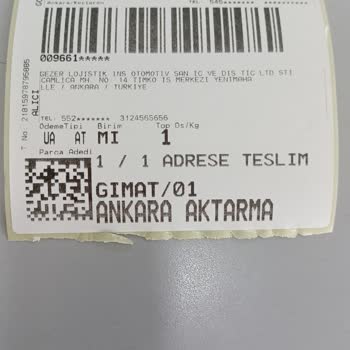 009661*****
GEZER LOJISTIK INS OTOMOTIV SAN IC VE DIS TIC LTD STI
CAMLICA MH. NO: 14 TIMKO IS MERKEZI YENIMAHA
LLE / ANKARA / TURKIYE
ALICI
TEL: 552******* 3124565656
OdemeTipi Birim Top Ds/Kg
UA AT MI 1
Parca Adedi
1 / 1 ADRESE TESLIM
GIMAT/01
ANKARA AKTARMA